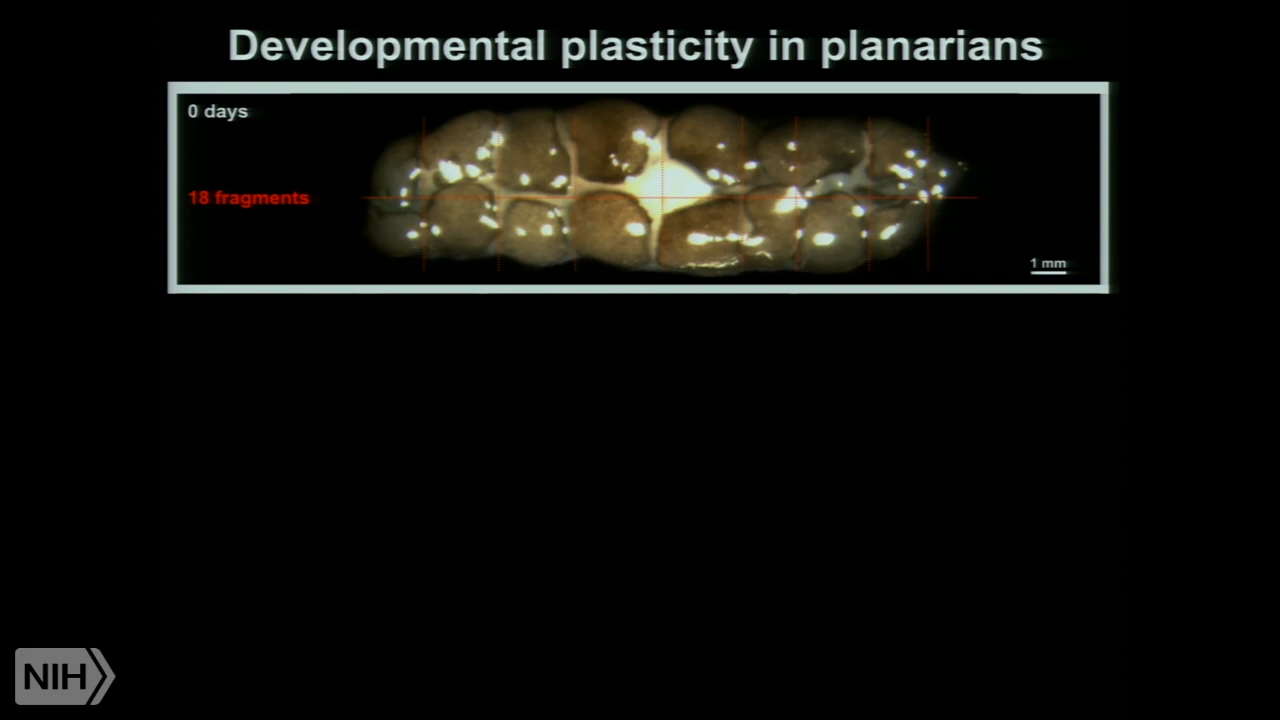 Developmental plasticity in planarians
0 days
18 fragments
1 mm
NIH